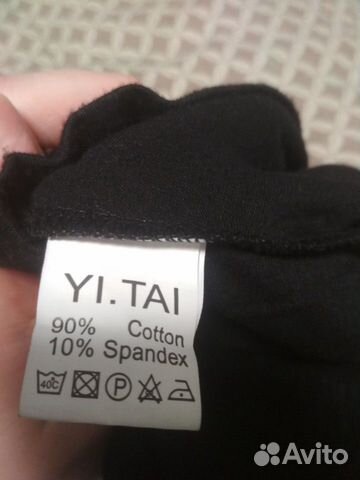 YI.TAI
90% Cotton
10% Spandex
40°C P
Avito